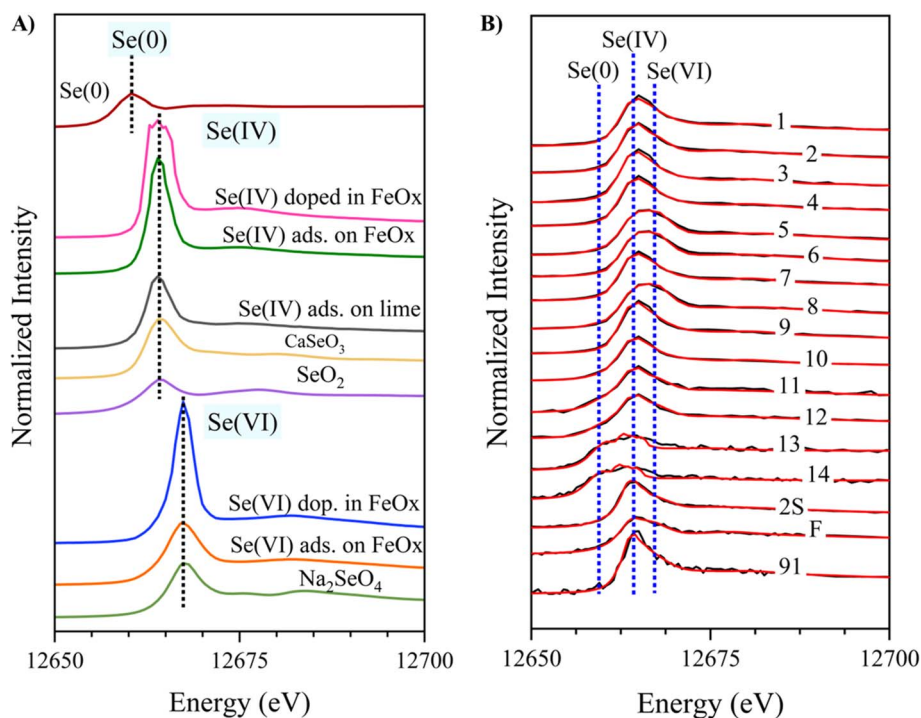 A)
Se(0)
Se(0)
Se(IV)
Se(IV) doped in FeOx
Se(IV) ads. on FeOx
Se(IV) ads. on lime
CaSeO₃
SeO₂
Se(VI)
Se(VI) dop. in FeOx
Se(VI) ads. on FeOx
Na₂SeO₄
Normalized Intensity
12650 12675 12700
Energy (eV)
B)
Se(IV)
Se(0) Se(VI)
1
2
3
4
5
6
7
8
9
10
11
12
13
14
2S
F
91
Normalized Intensity
12650 12675 12700
Energy (eV)